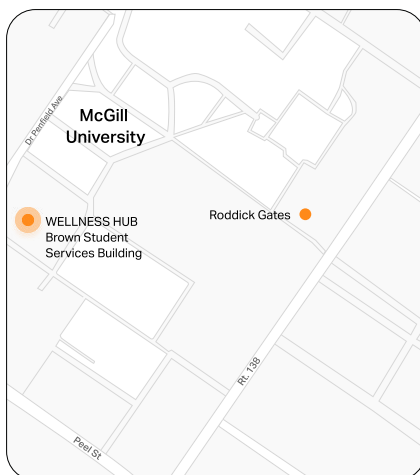 McGill
University
Dr Penfield Ave
WELLNESS HUB
Brown Student
Services Building
Roddick Gates
Rt. 138
Peel St